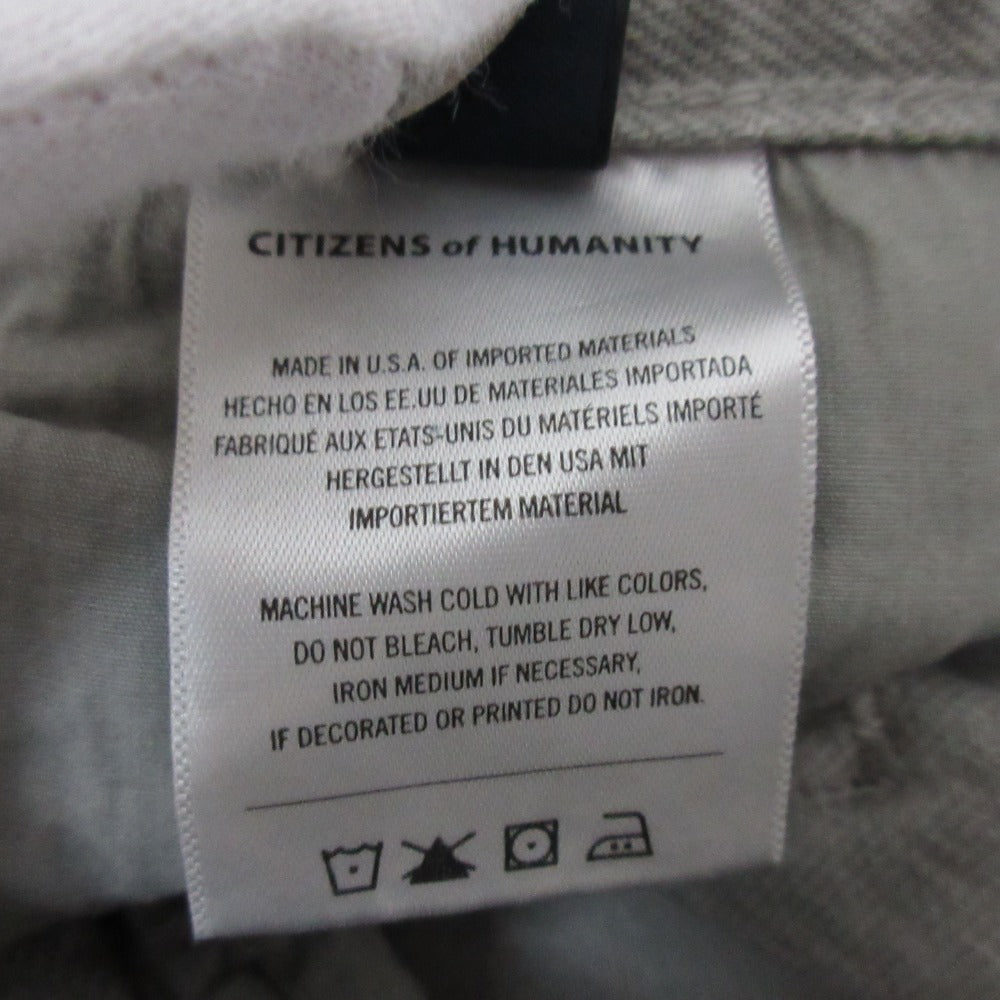 CITIZENS of HUMANITY
MADE IN U.S.A. OF IMPORTED MATERIALS
HECHO EN LOS EE.UU DE MATERIALES IMPORTADA
FABRIQUÉ AUX ETATS-UNIS DU MATÉRIELS IMPORTÉ
HERGESTELLT IN DEN USA MIT
IMPORTIERTEM MATERIAL
MACHINE WASH COLD WITH LIKE COLORS,
DO NOT BLEACH, TUMBLE DRY LOW,
IRON MEDIUM IF NECESSARY,
IF DECORATED OR PRINTED DO NOT IRON.